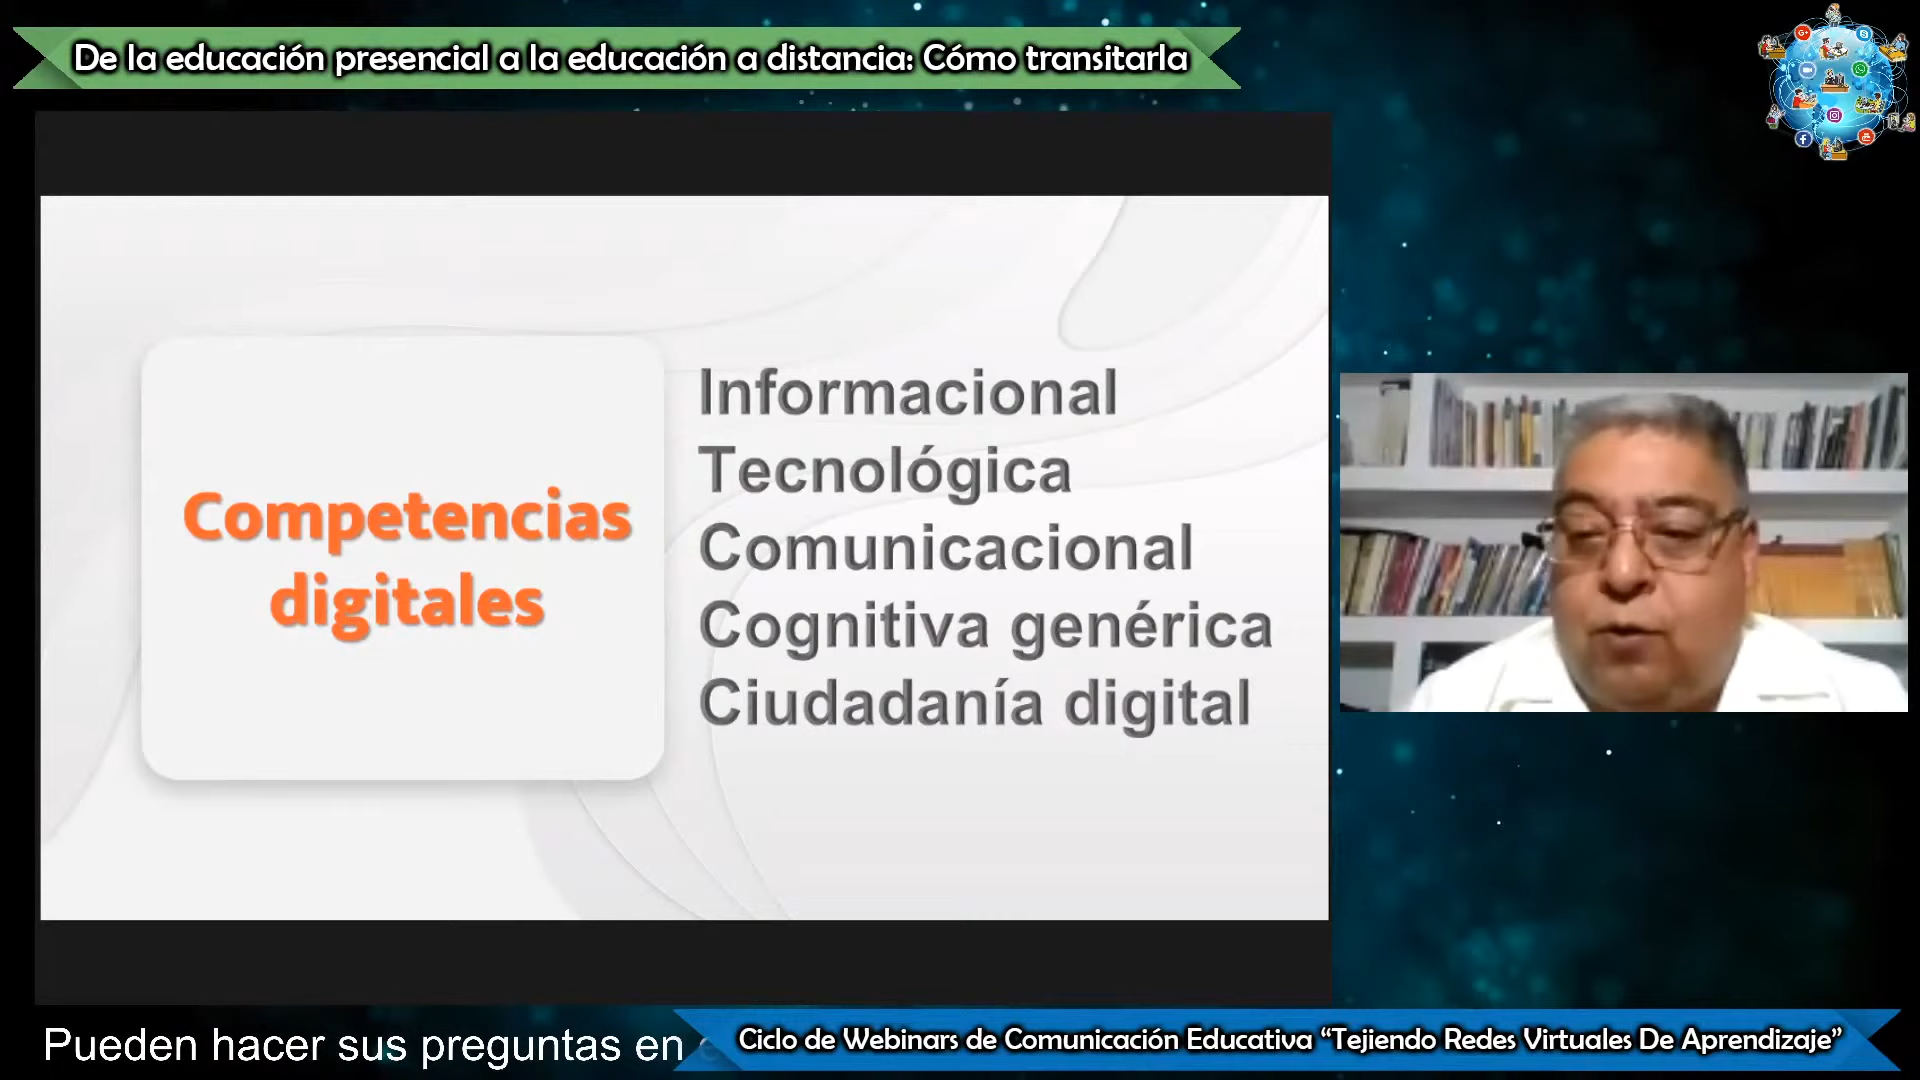 De la educación presencial a la educación a distancia: Cómo transitarla
Competencias
digitales
Informacional
Tecnológica
Comunicacional
Cognitiva genérica
Ciudadanía digital
Pueden hacer sus preguntas en
Ciclo de Webinars de Comunicación Educativa “Tejiendo Redes Virtuales De Aprendizaje”